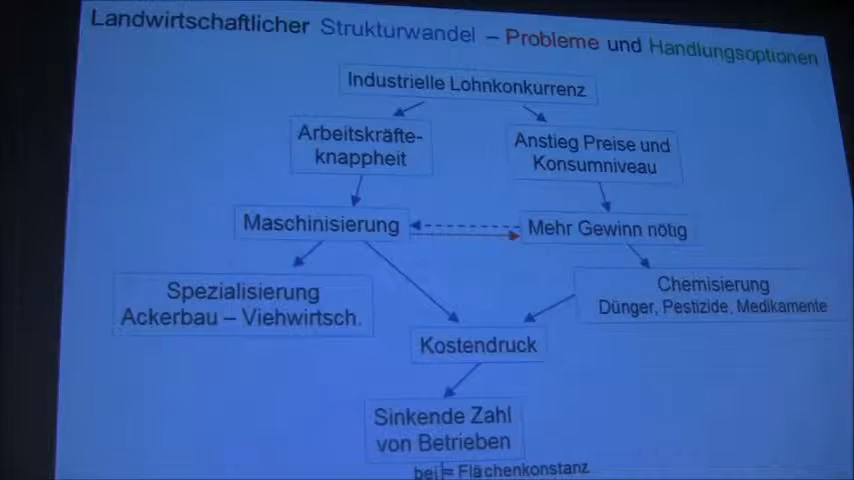 Landwirtschaftlicher Strukturwandel – Probleme und Handlungsoptionen
Industrielle Lohnkonkurrenz
Arbeitskräfte-
knappheit
Anstieg Preise und
Konsumniveau
Maschinisierung
Mehr Gewinn nötig
Spezialisierung
Ackerbau – Viehwirtsch.
Chemisierung
Dünger, Pestizide, Medikamente
Kostendruck
Sinkende Zahl
von Betrieben
bei = Flächenkonstanz